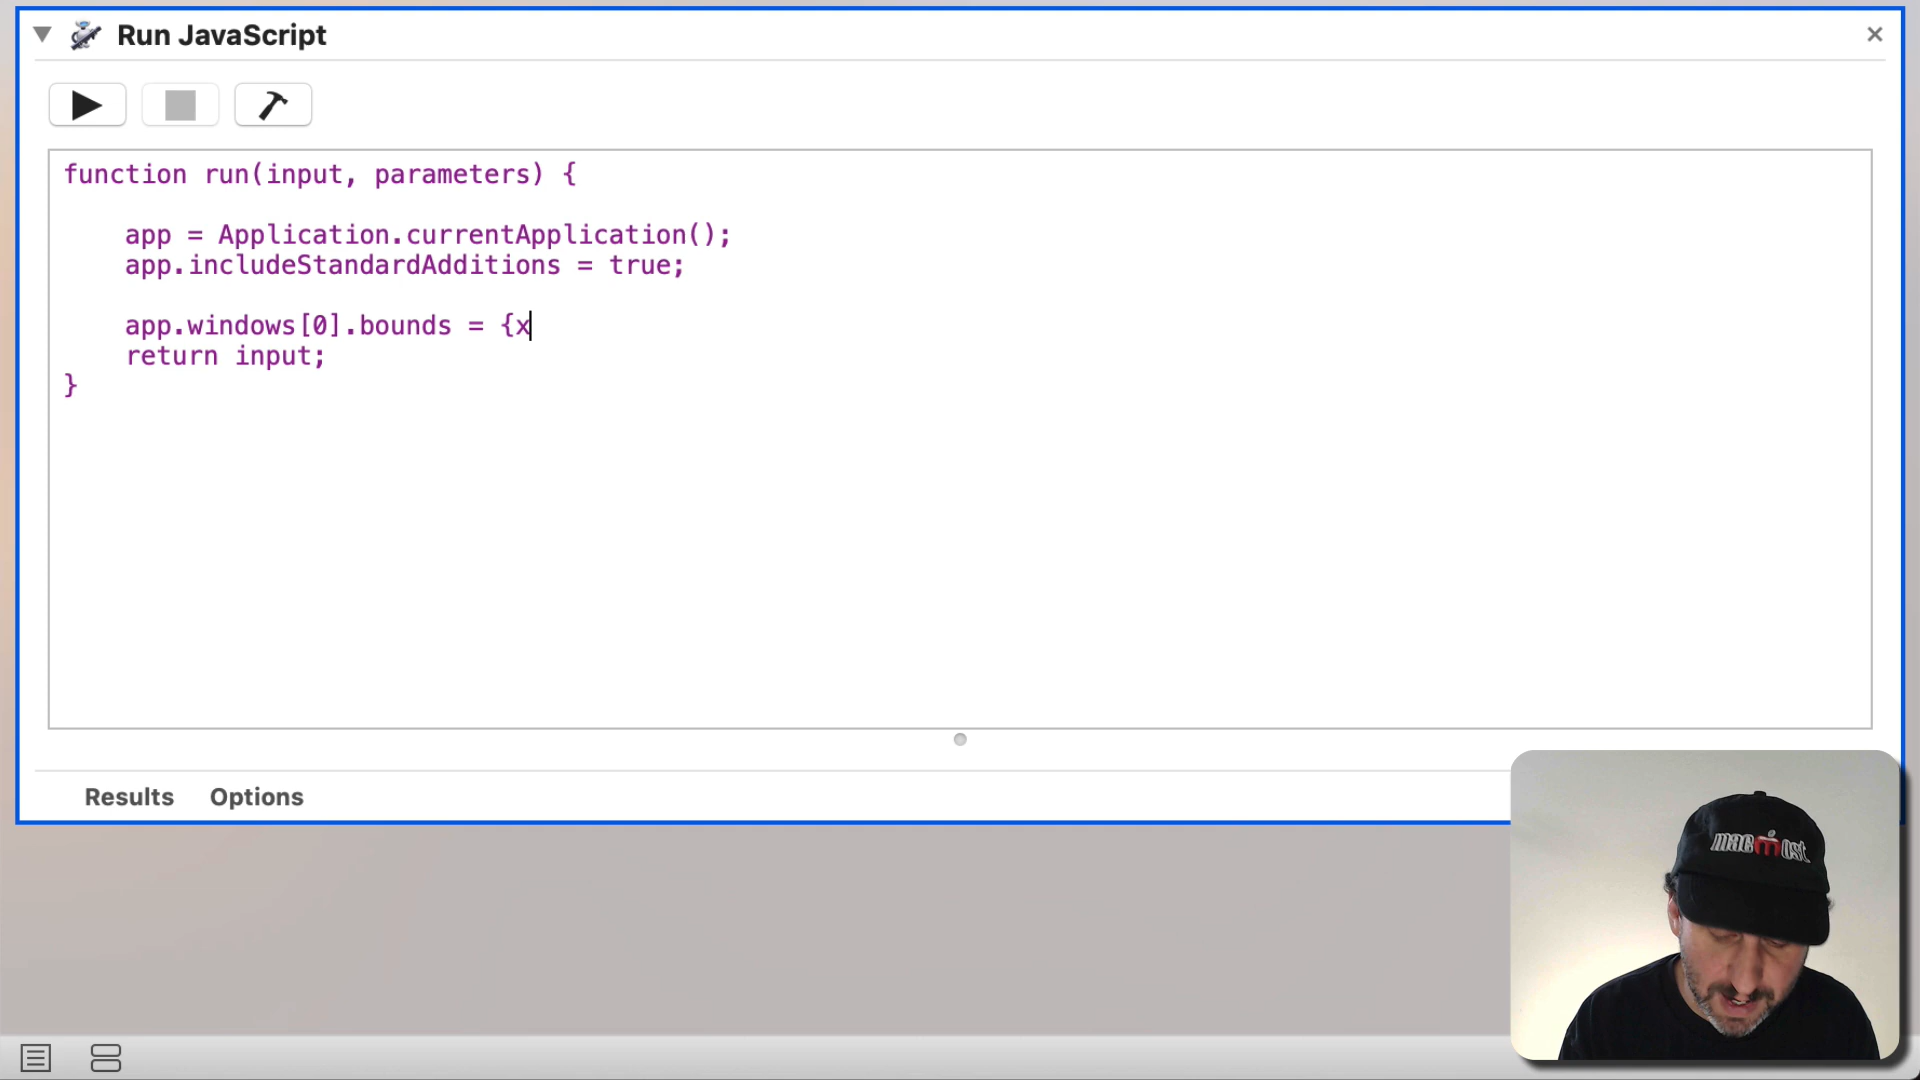 Run JavaScript
function run(input, parameters) {
app = Application.currentApplication();
app.includeStandardAdditions = true;
app.windows[0].bounds = {x
return input;
}
Results Options
macmost